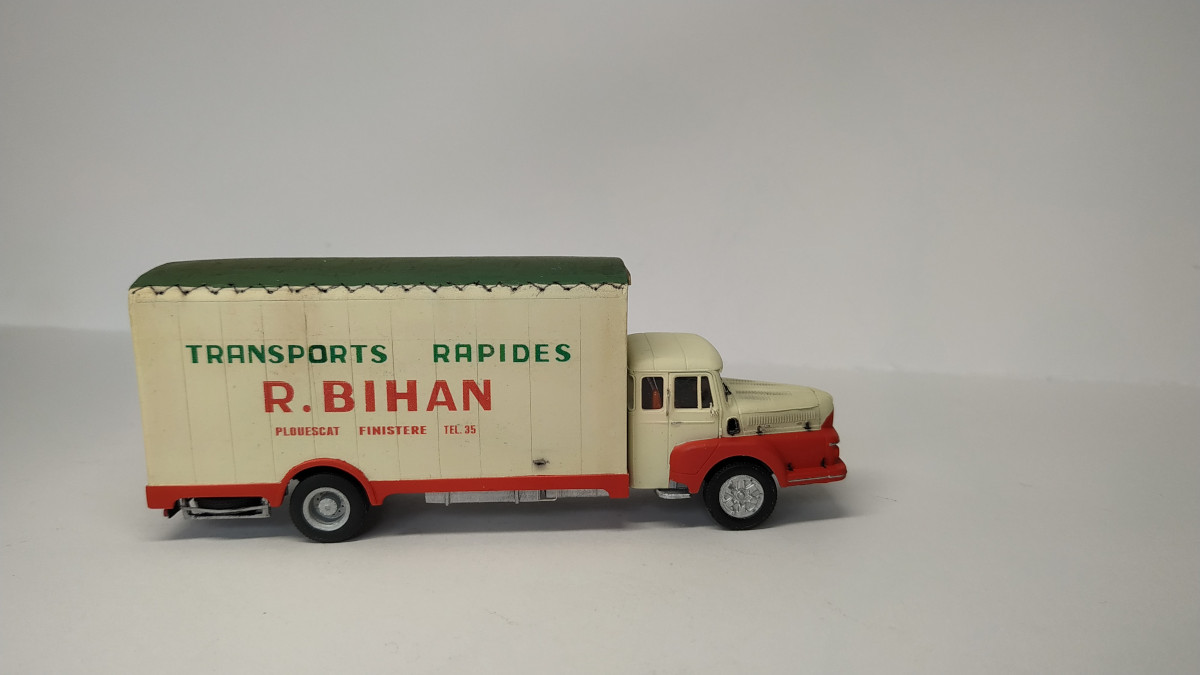 TRANSPORTS RAPIDES
R. BIHAN
PLOUESCAT FINISTERE TEL. 35